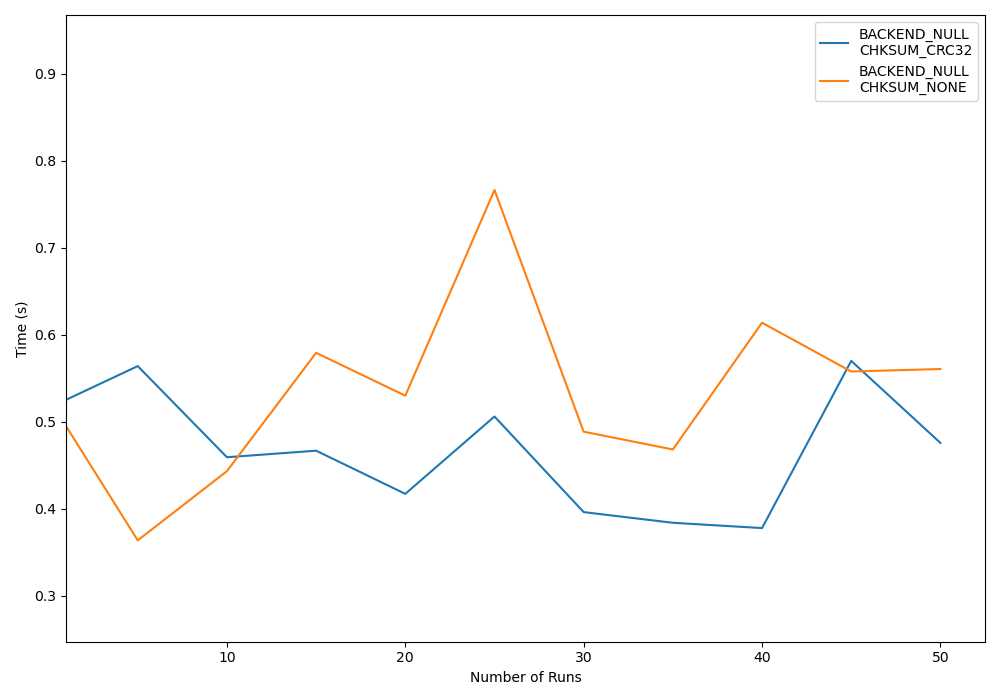 BACKEND_NULL
CHKSUM_CRC32
BACKEND_NULL
CHKSUM_NONE
0.9
0.8
0.7
0.6
0.5
0.4
0.3
Time (s)
10 20 30 40 50
Number of Runs